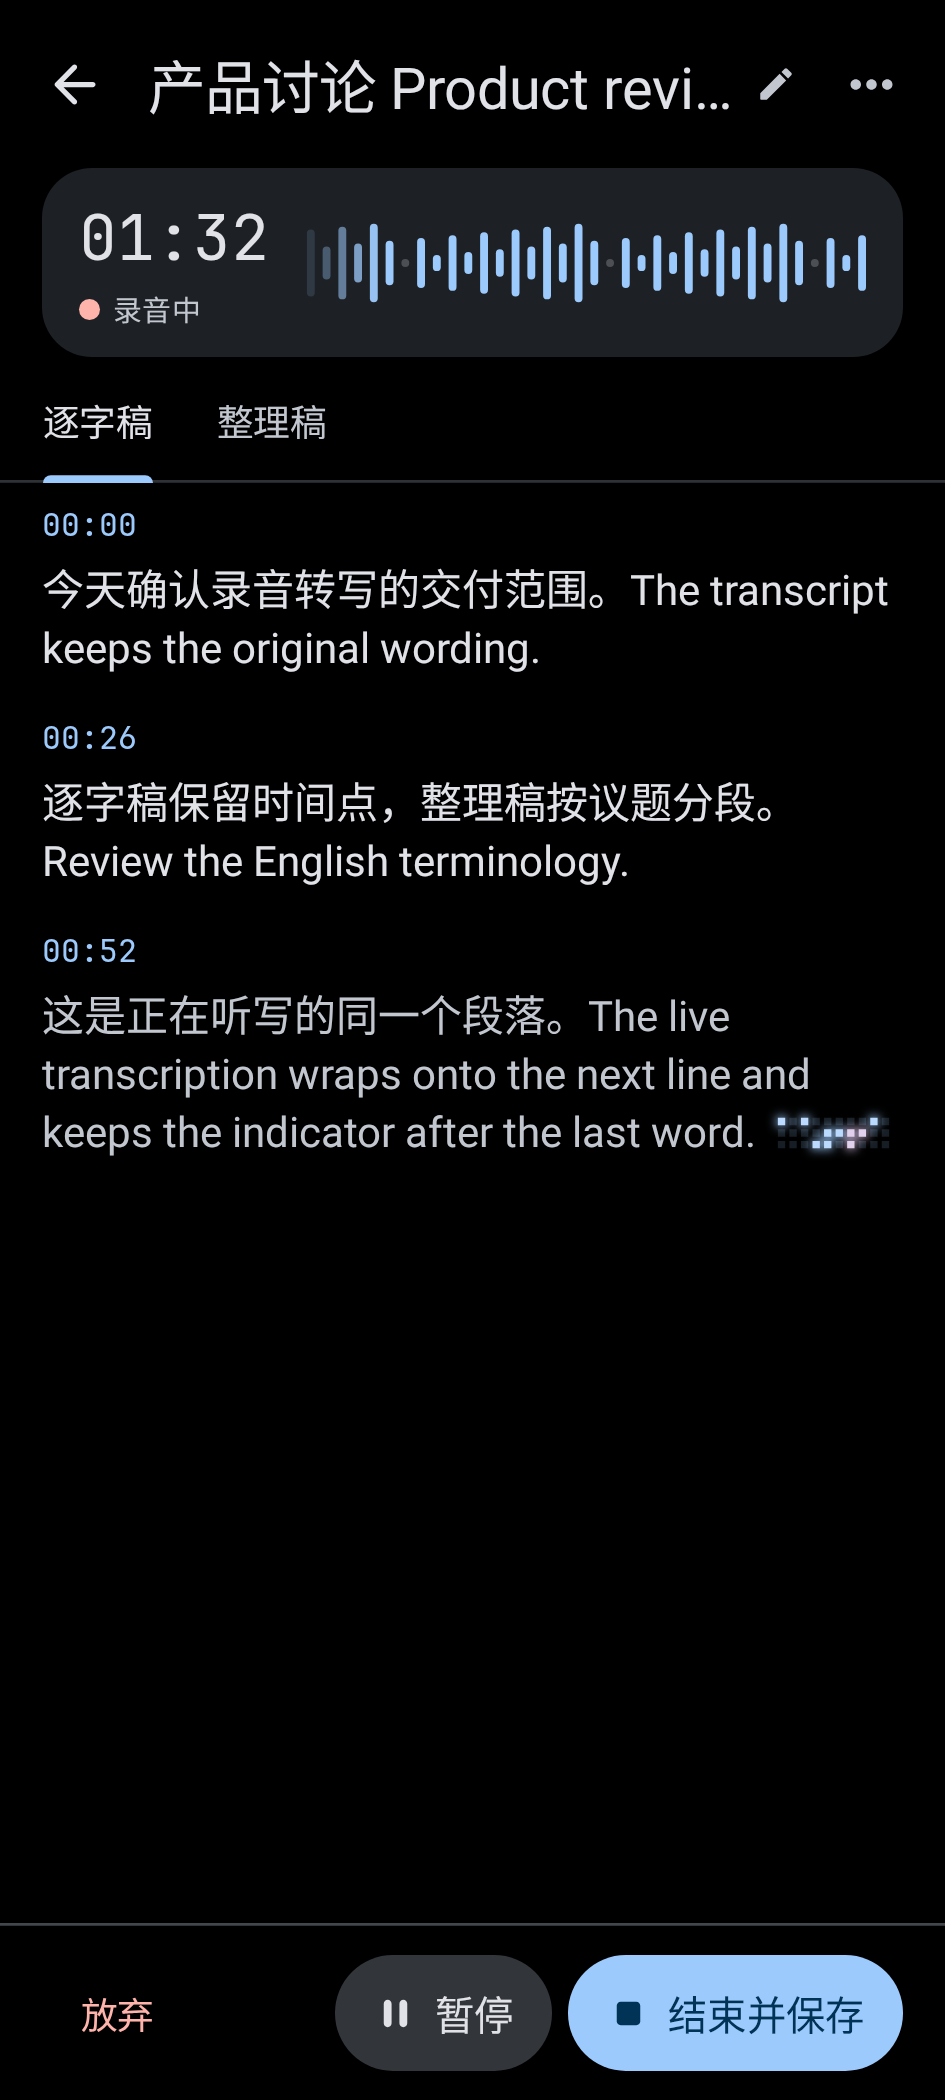 产品讨论 Product revi...
01:32
录音中
逐字稿 整理稿
00:00
今天确认录音转写的交付范围。The transcript
keeps the original wording.
00:26
逐字稿保留时间点，整理稿按议题分段。
Review the English terminology.
00:52
这是正在听写的同一个段落。The live
transcription wraps onto the next line and
keeps the indicator after the last word.
放弃 暂停 结束并保存